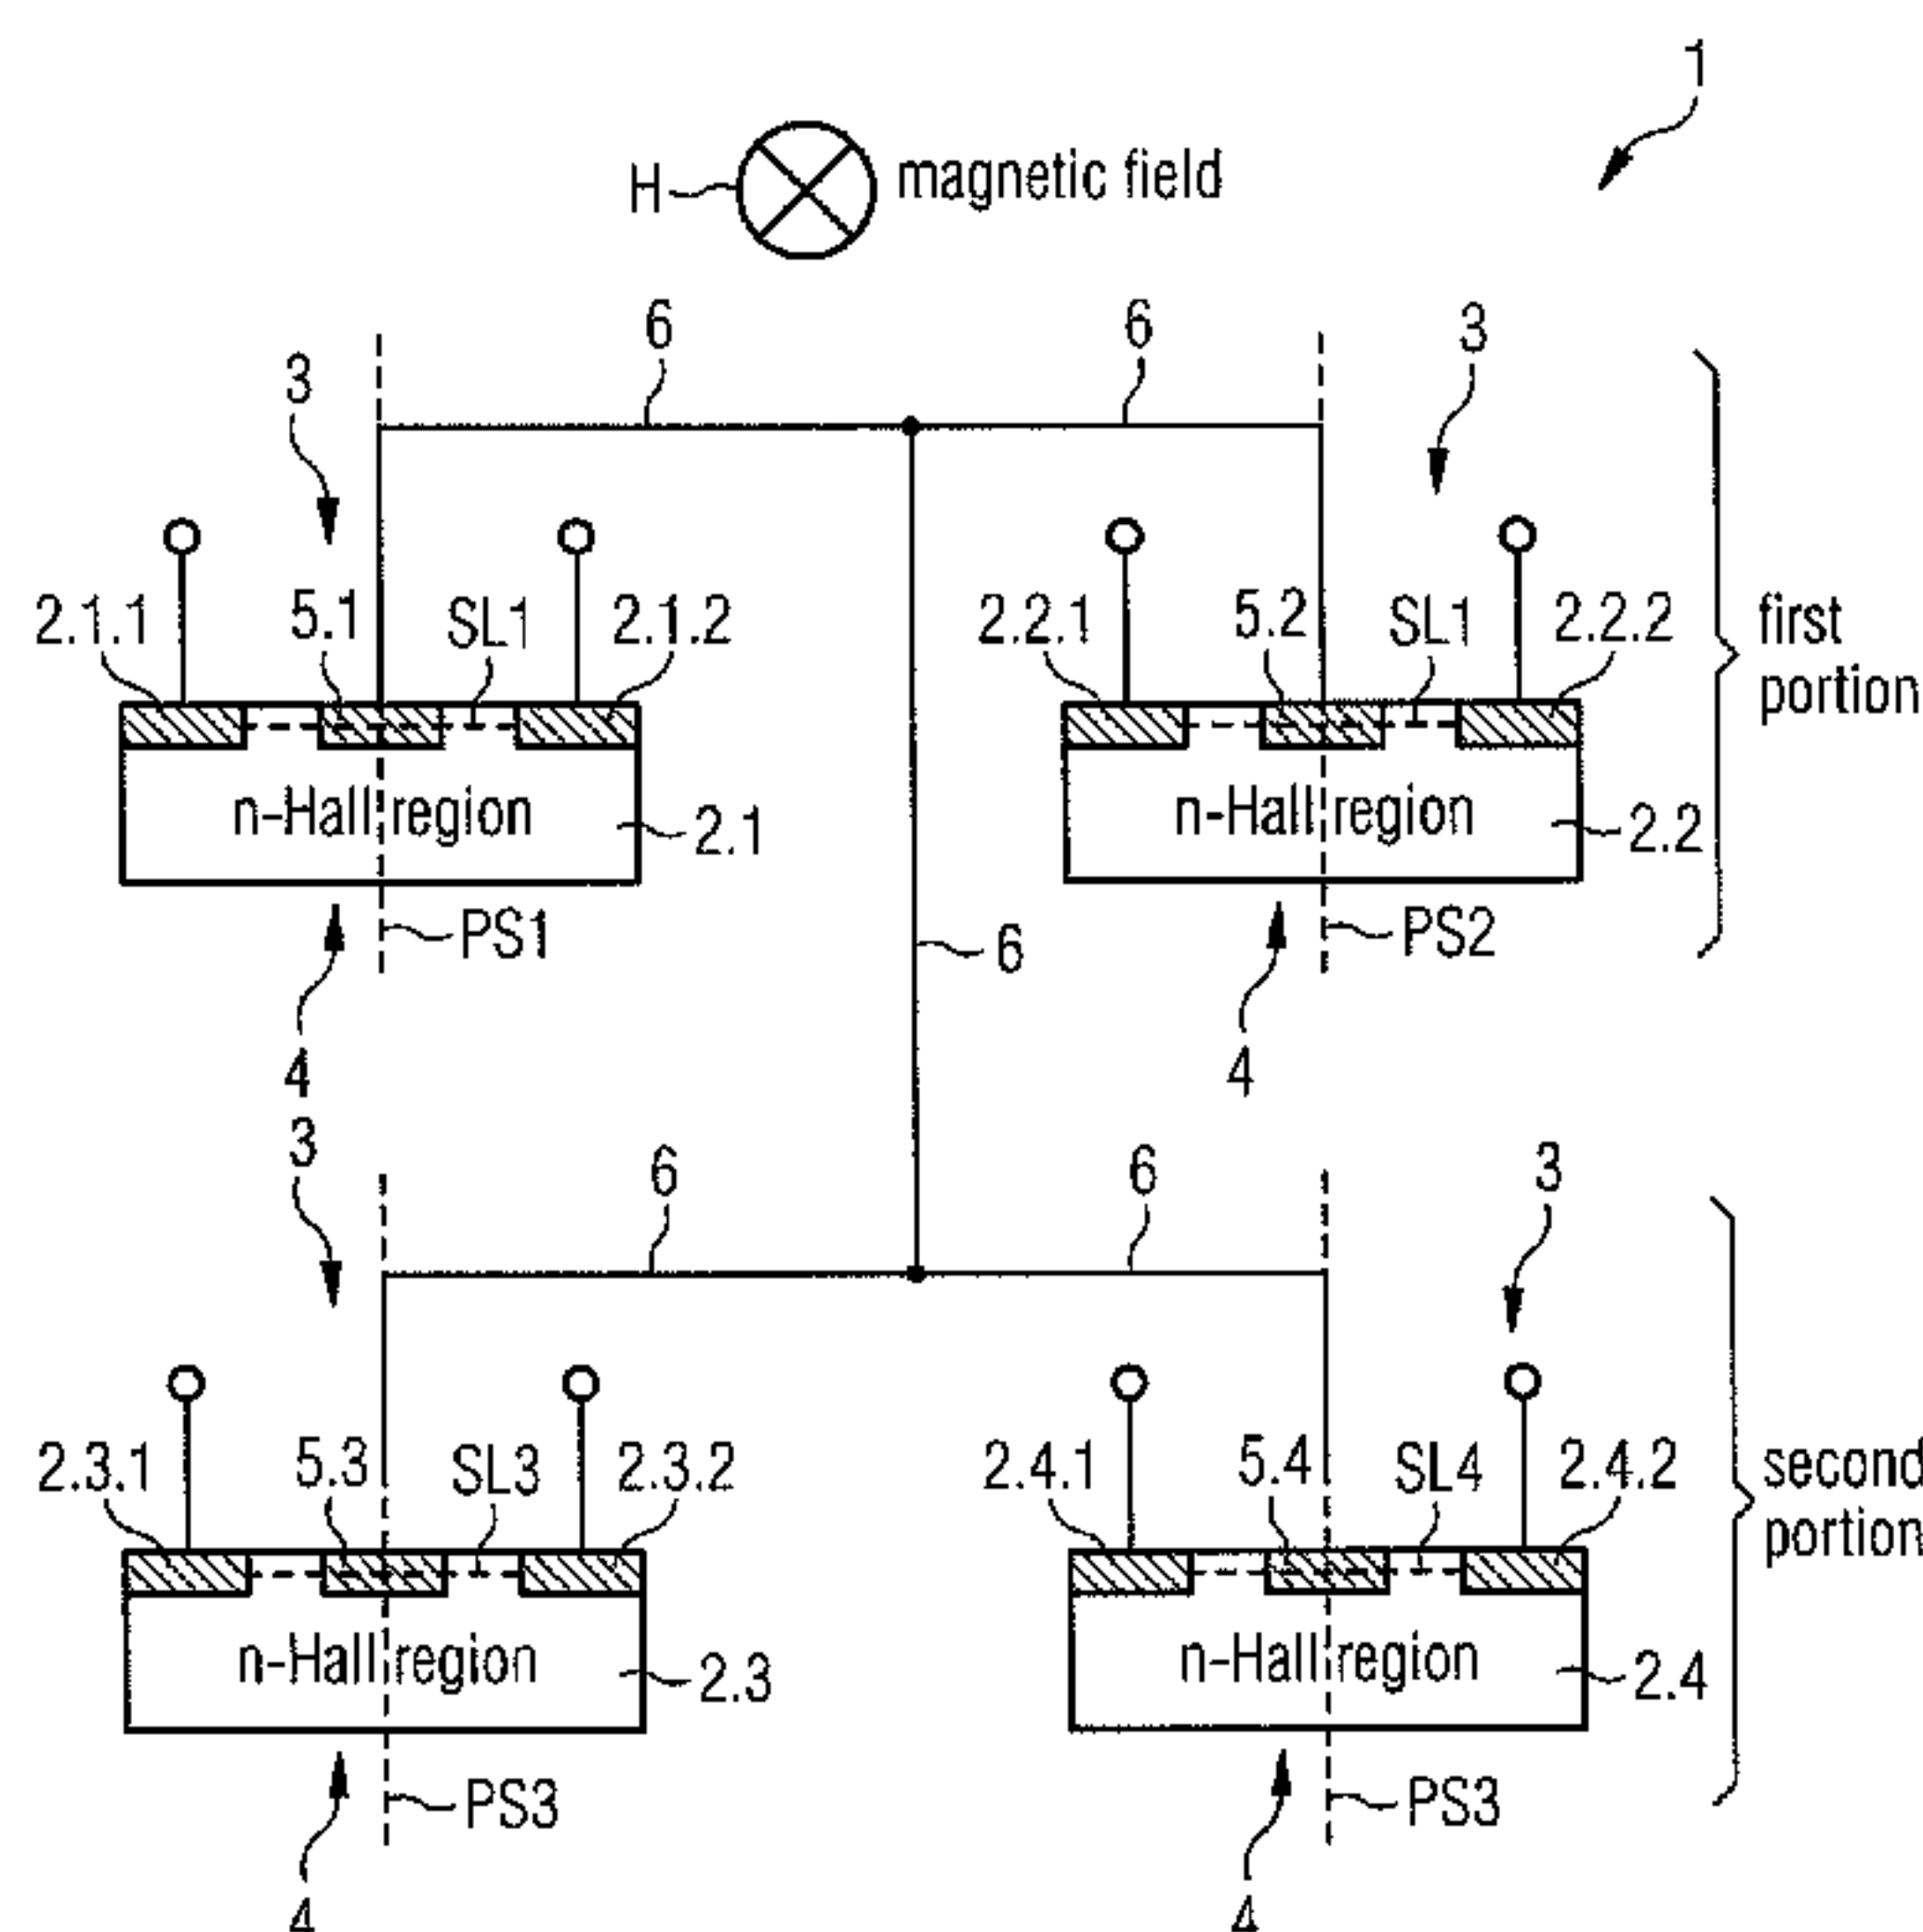 1
H magnetic field
6 6 3
3
2.1.1 5.1 SL1 2.1.2 2.2.1 5.2 SL1 2.2.2 first
portion
n-Hall region 2.1 n-Hall region 2.2
PS1 6 PS2
4 4
3 6 6 3
2.3.1 5.3 SL3 2.3.2 2.4.1 5.4 SL4 2.4.2 second
portion
n-Hall region 2.3 n-Hall region 2.4
PS3 PS3
4 4